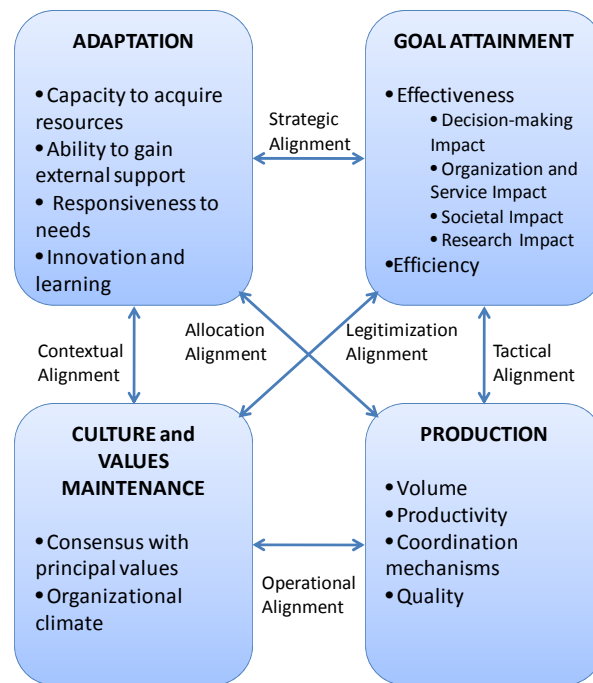 ADAPTATION
• Capacity to acquire
resources
• Ability to gain
external support
• Responsiveness to
needs
• Innovation and
learning
Strategic
Alignment
GOAL ATTAINMENT
• Effectiveness
• Decision-making
Impact
• Organization and
Service Impact
• Societal Impact
• Research Impact
• Efficiency
Contextual
Alignment
Allocation
Alignment
Legitimization
Alignment
Tactical
Alignment
CULTURE and
VALUES
MAINTENANCE
• Consensus with
principal values
• Organizational
climate
Operational
Alignment
PRODUCTION
• Volume
• Productivity
• Coordination
mechanisms
• Quality